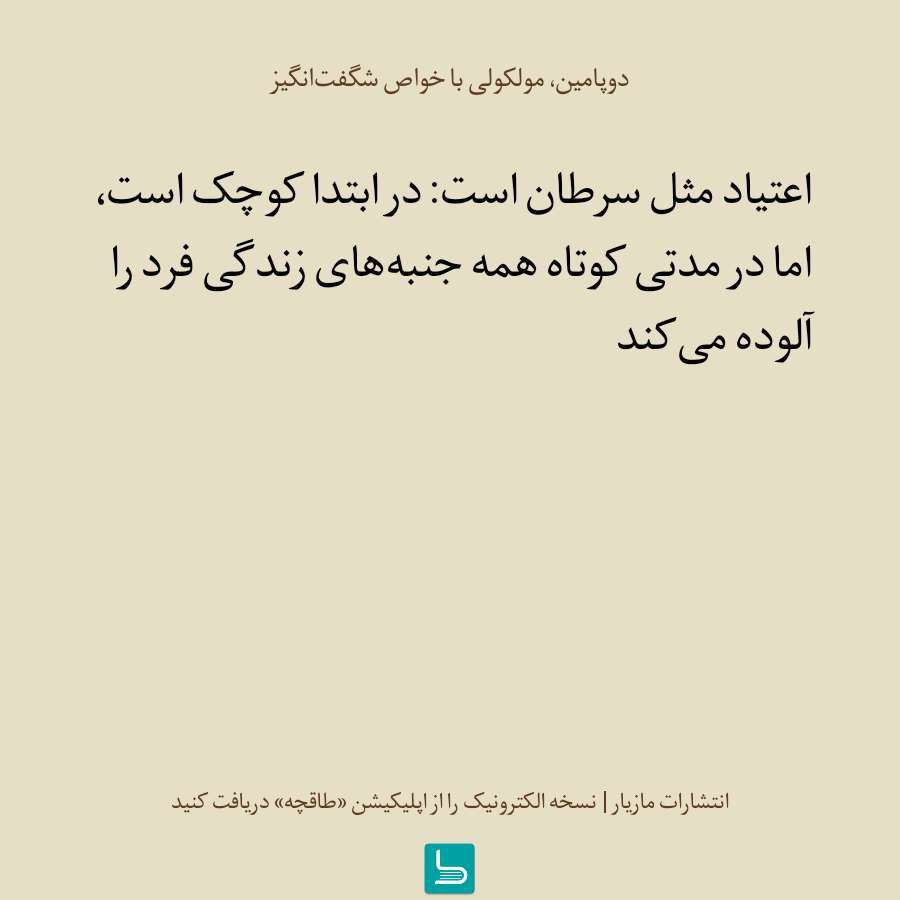 دوپامین، مولکولی با خواص شگفت‌انگیز
اعتیاد مثل سرطان است: در ابتدا کوچک است،
اما در مدتی کوتاه همه جنبه‌های زندگی فرد را
آلوده می‌کند
انتشارات مازیار | نسخه الکترونیک را از اپلیکیشن «طاقچه» دریافت کنید